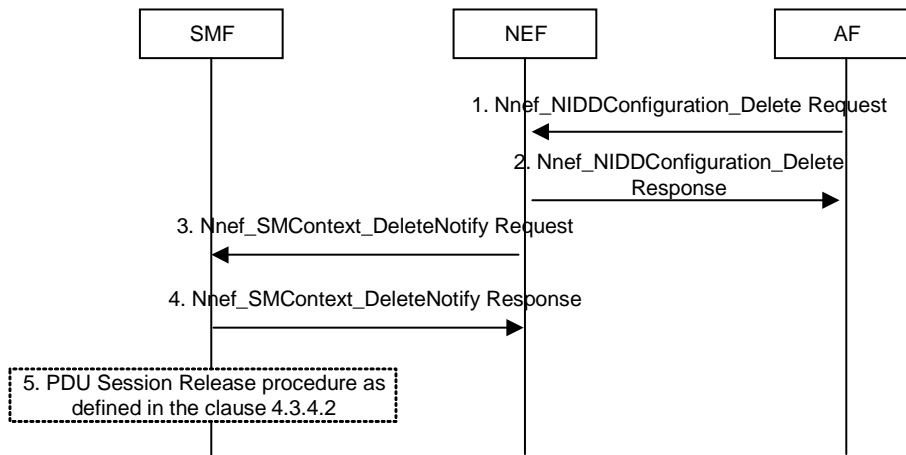 SMF
NEF
AF
1. Nnef_NIDDConfiguration_Delete Request
2. Nnef_NIDDConfiguration_Delete
Response
3. Nnef_SMContext_DeleteNotify Request
4. Nnef_SMContext_DeleteNotify Response
5. PDU Session Release procedure as
defined in the clause 4.3.4.2